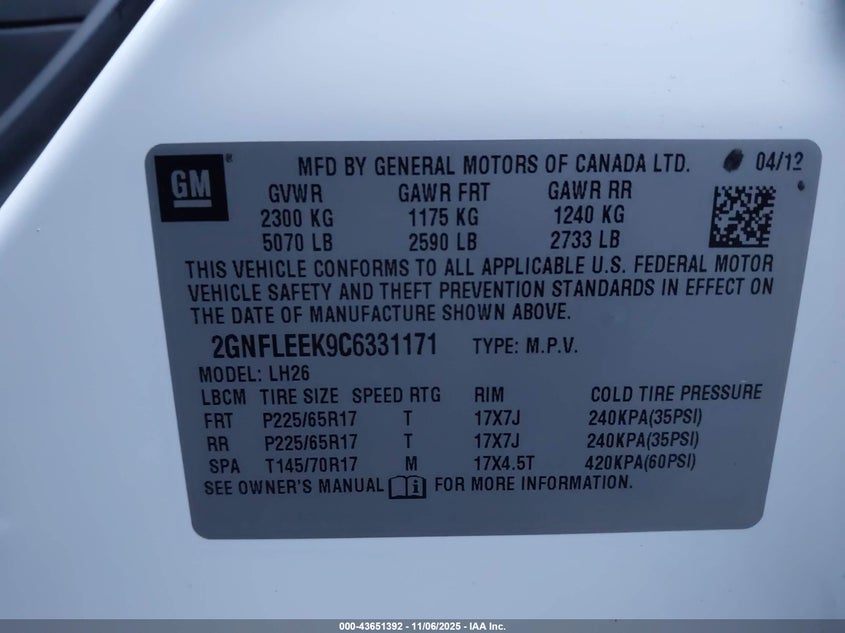 GM ® MFD BY GENERAL MOTORS OF CANADA LTD. 04/12
GVWR GAWR FRT GAWR RR
2300 KG 1175 KG 1240 KG
5070 LB 2590 LB 2733 LB
THIS VEHICLE CONFORMS TO ALL APPLICABLE U.S. FEDERAL MOTOR
VEHICLE SAFETY AND THEFT PREVENTION STANDARDS IN EFFECT ON
THE DATE OF MANUFACTURE SHOWN ABOVE.
2GNFLEEK9C6331171 TYPE: M.P.V.
MODEL: LH26
LBCM TIRE SIZE SPEED RTG RIM COLD TIRE PRESSURE
FRT P225/65R17 T 17X7J 240KPA(35PSI)
RR P225/65R17 T 17X7J 240KPA(35PSI)
SPA T145/70R17 M 17X4.5T 420KPA(60PSI)
SEE OWNER'S MANUAL FOR MORE INFORMATION.
000-43651392 - 11/06/2025 - IAA Inc.